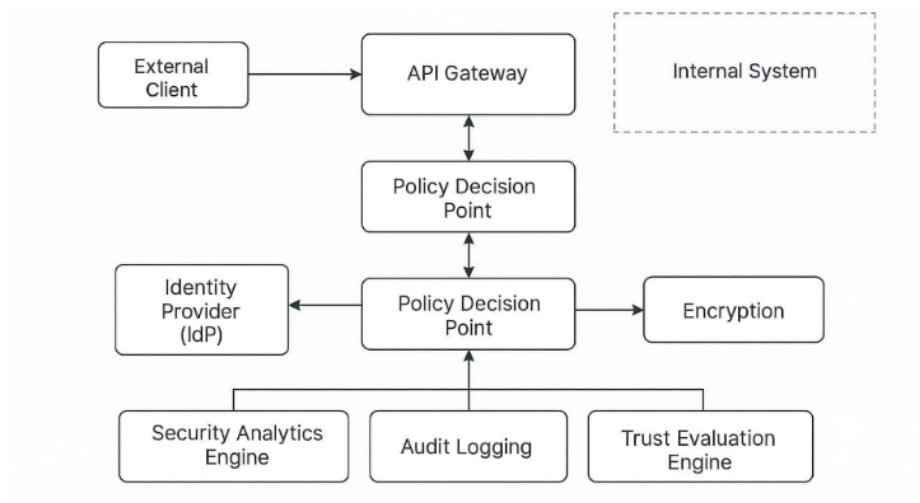 External
Client
API Gateway
Internal System
Policy Decision
Point
Identity
Provider
(IdP)
Policy Decision
Point
Encryption
Security Analytics
Engine
Audit Logging
Trust Evaluation
Engine